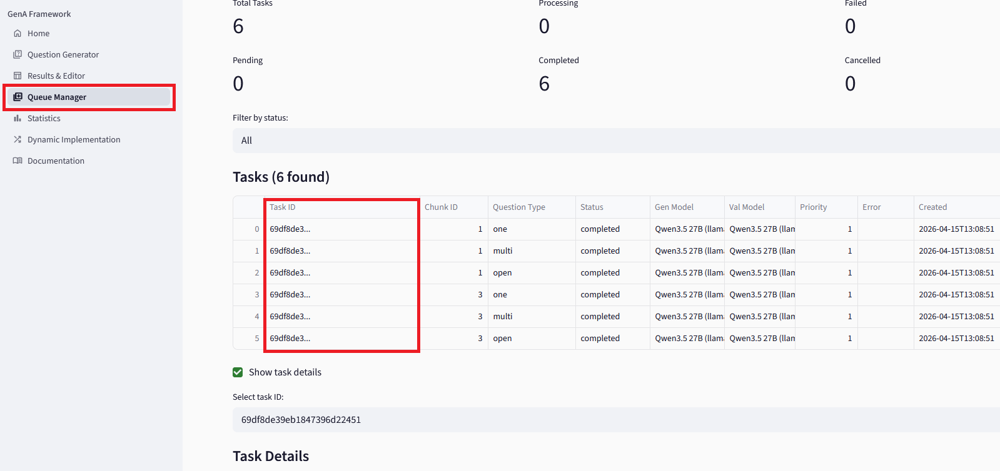 GenA Framework
Home
Question Generator
Results & Editor
Queue Manager
Statistics
Dynamic Implementation
Documentation
Total Tasks Processing Failed
6 0 0
Pending Completed Cancelled
0 6 0
Filter by status:
All
Tasks (6 found)
Task ID Chunk ID Question Type Status Gen Model Val Model Priority Error Created
0 69df8de3... 1 one completed Qwen3.5 27B (llam Qwen3.5 27B (llam 1 2026-04-15T13:08:51
1 69df8de3... 1 multi completed Qwen3.5 27B (llam Qwen3.5 27B (llam 1 2026-04-15T13:08:51
2 69df8de3... 1 open completed Qwen3.5 27B (llam Qwen3.5 27B (llam 1 2026-04-15T13:08:51
3 69df8de3... 3 one completed Qwen3.5 27B (llam Qwen3.5 27B (llam 1 2026-04-15T13:08:51
4 69df8de3... 3 multi completed Qwen3.5 27B (llam Qwen3.5 27B (llam 1 2026-04-15T13:08:51
5 69df8de3... 3 open completed Qwen3.5 27B (llam Qwen3.5 27B (llam 1 2026-04-15T13:08:51
Show task details
Select task ID:
69df8de39eb1847396d22451
Task Details